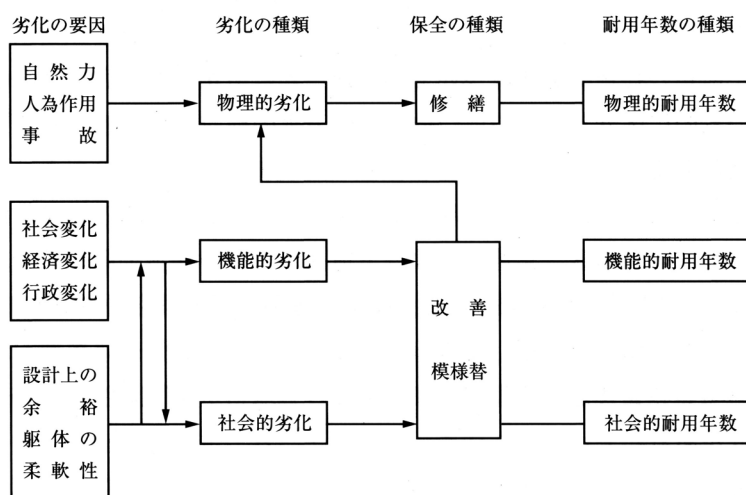 劣化の要因 劣化の種類 保全の種類 耐用年数の種類
自然力
人為作用
事故
物理的劣化
修繕
物理的耐用年数
社会変化
経済変化
行政変化
機能的劣化
改善
模様替
機能的耐用年数
設計上の
余裕
躯体の
柔軟性
社会的劣化
社会的耐用年数